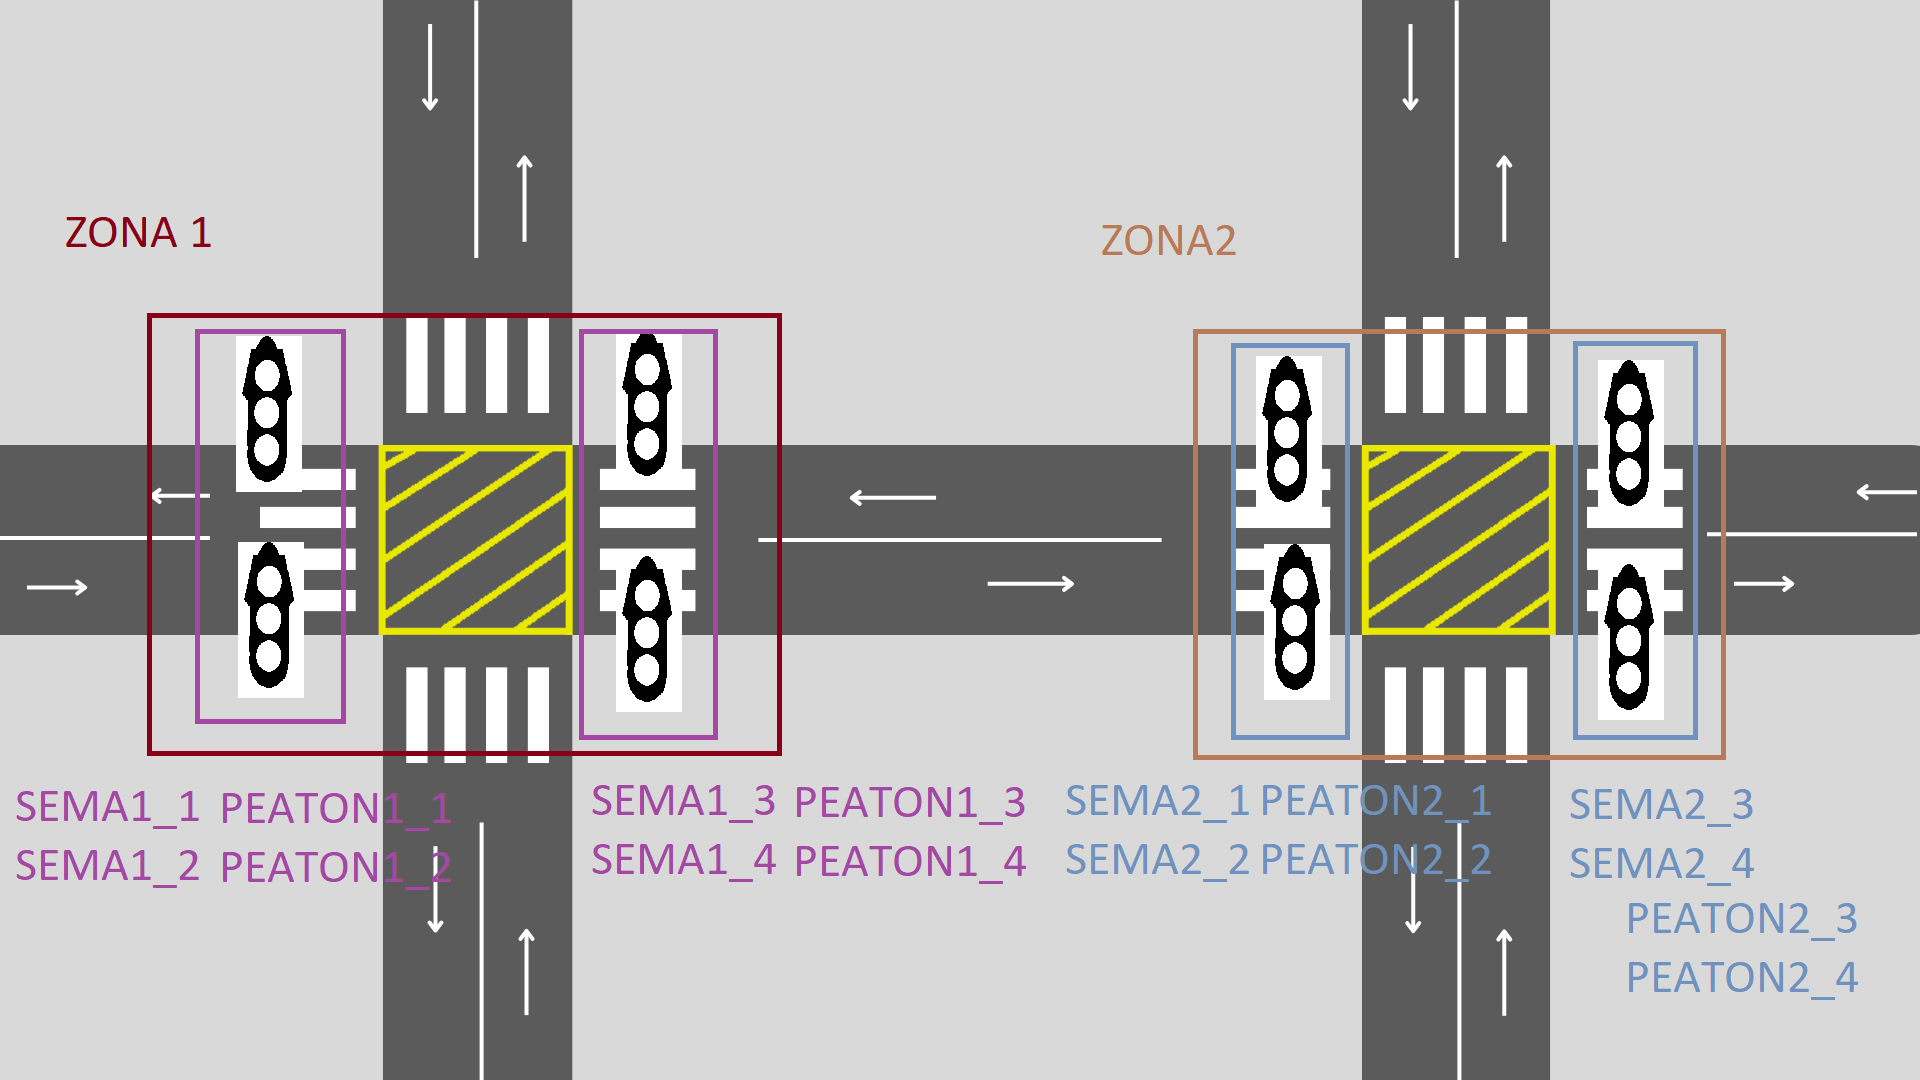 ZONA 1
ZONA2
SEMA1_1 PEATON1_1
SEMA1_2 PEATON1_2
SEMA1_3 PEATON1_3
SEMA1_4 PEATON1_4
SEMA2_1 PEATON2_1
SEMA2_2 PEATON2_2
SEMA2_3
SEMA2_4
PEATON2_3
PEATON2_4